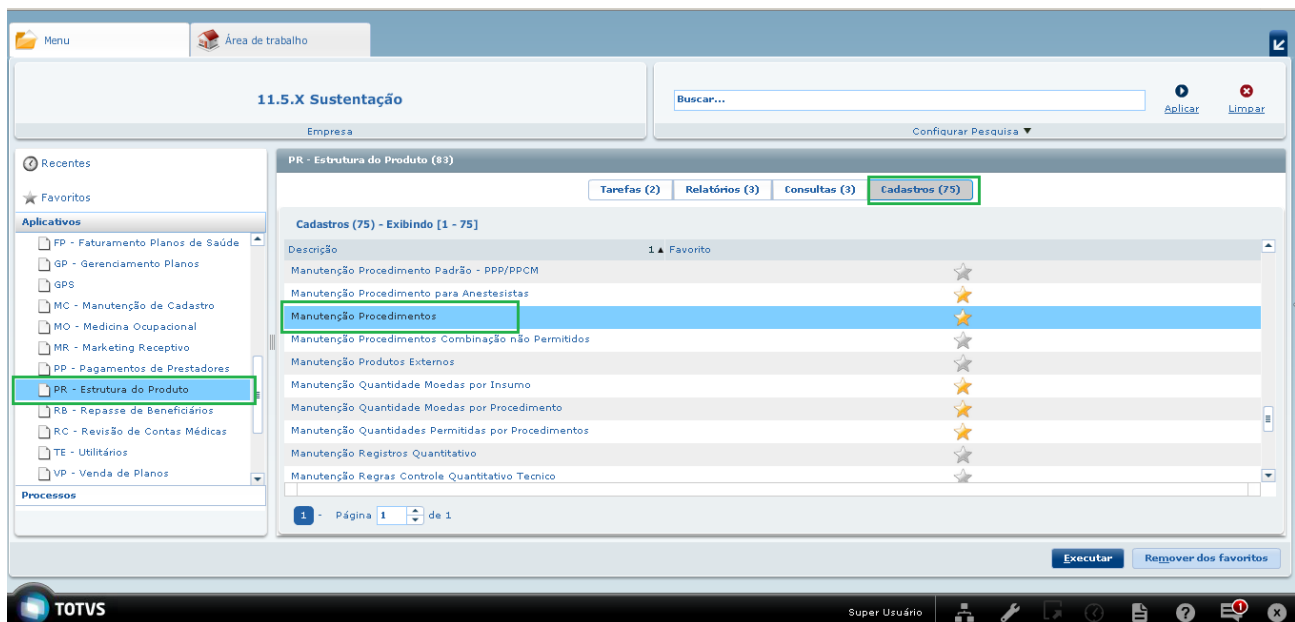 Menu
Área de trabalho
11.5.X Sustentação
Empresa
Buscar...
Aplicar
Limpar
Configurar Pesquisa ▼
Recentes
Favoritos
Aplicativos
FP - Faturamento Planos de Saúde
GP - Gerenciamento Planos
GPS
MC - Manutenção de Cadastro
MO - Medicina Ocupacional
MR - Marketing Receptivo
PP - Pagamentos de Prestadores
PR - Estrutura do Produto
RB - Repasse de Beneficiários
RC - Revisão de Contas Médicas
TE - Utilitários
VP - Venda de Planos
Processos
PR - Estrutura do Produto (83)
Tarefas (2) Relatórios (3) Consultas (3) Cadastros (75)
Cadastros (75) - Exibindo [1 - 75]
Descrição 1▲ Favorito
Manutenção Procedimento Padrão - PPP/PPCM
Manutenção Procedimento para Anestesistas
Manutenção Procedimentos
Manutenção Procedimentos Combinação não Permitidos
Manutenção Produtos Externos
Manutenção Quantidade Moedas por Insumo
Manutenção Quantidade Moedas por Procedimento
Manutenção Quantidades Permitidas por Procedimentos
Manutenção Registros Quantitativo
Manutenção Regras Controle Quantitativo Tecnico
1 - Página 1 de 1
Executar
Remover dos favoritos
TOTVS
Super Usuário
1